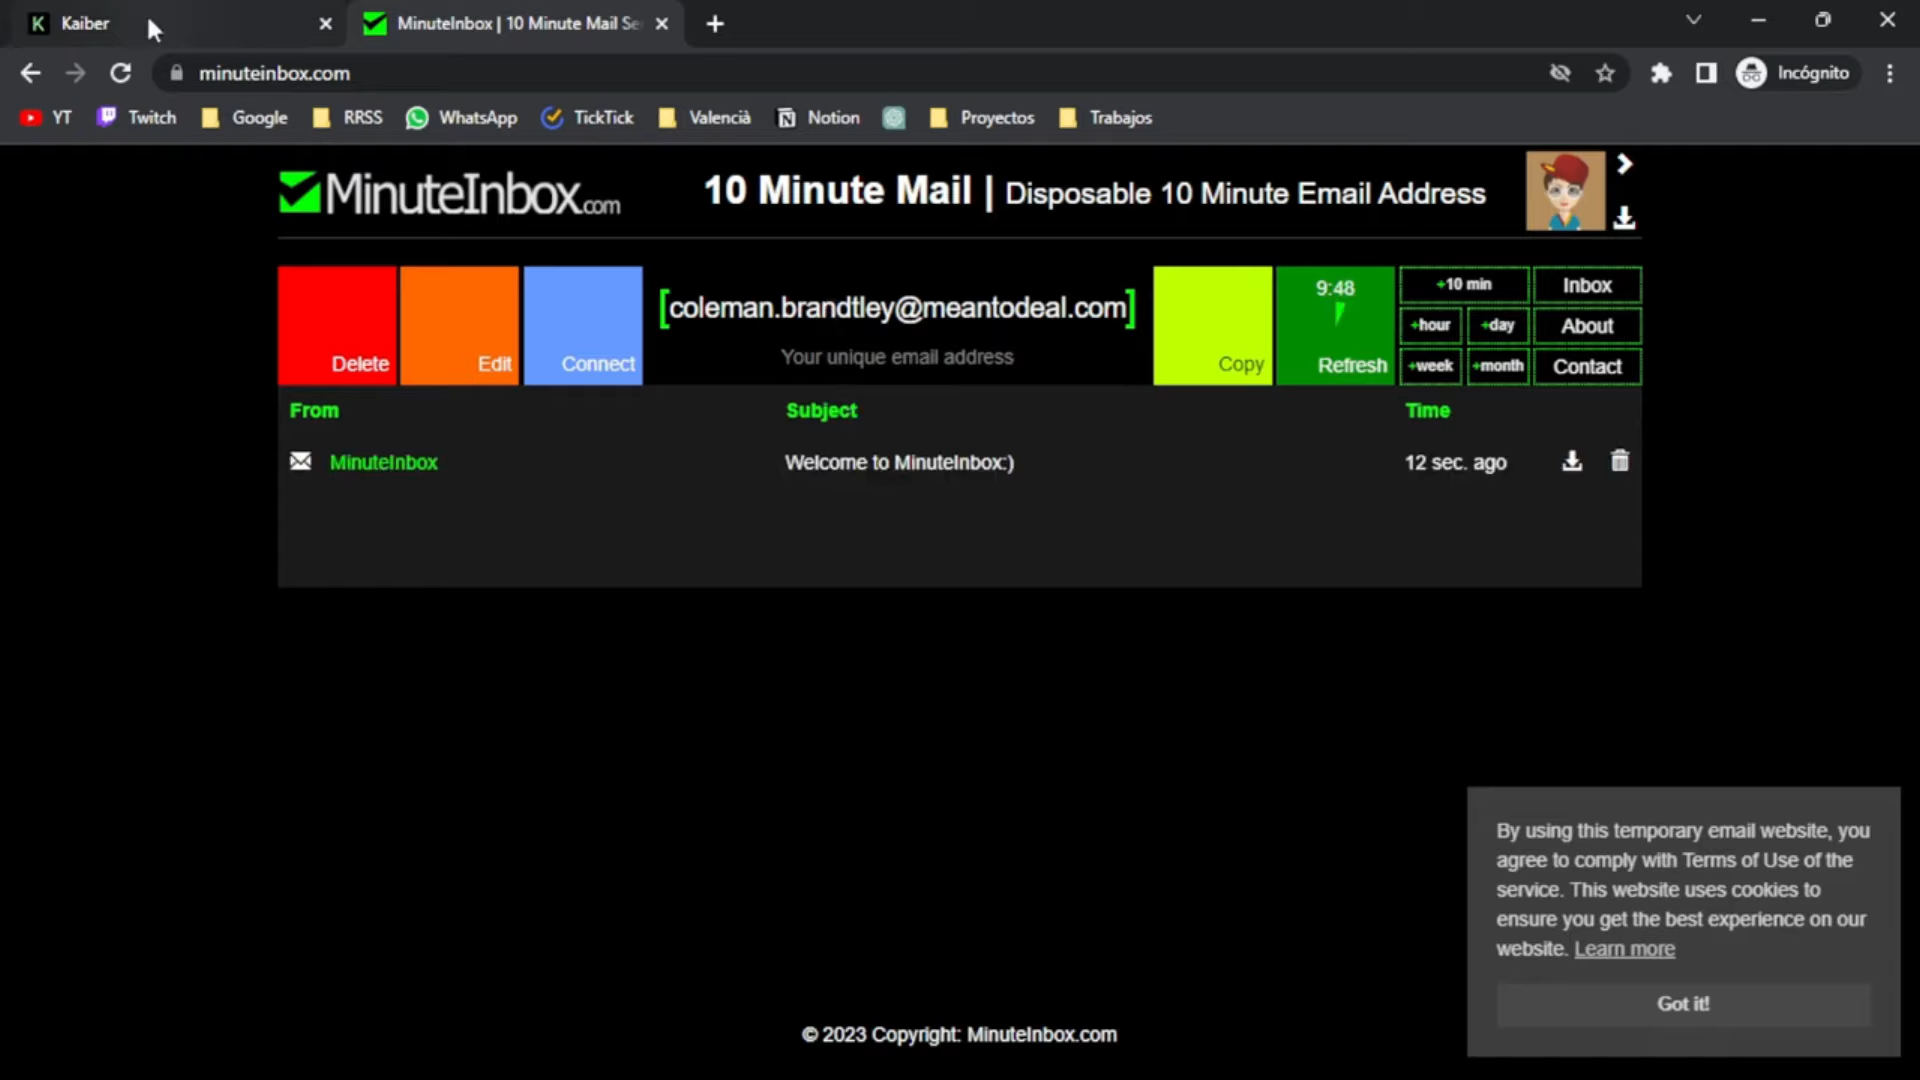 Kaiber
MinuteInbox | 10 Minute Mail Se
minuteinbox.com
Incógnito
YT
Twitch
Google
RRSS
WhatsApp
TickTick
Valencià
Notion
Proyectos
Trabajos
MinuteInbox.com
10 Minute Mail | Disposable 10 Minute Email Address
Delete
Edit
Connect
[coleman.brandtley@meantodeal.com]
Your unique email address
Copy
9:48
Refresh
+10 min
Inbox
+hour
+day
About
+week
+month
Contact
From
Subject
Time
MinuteInbox
Welcome to MinuteInbox:)
12 sec. ago
By using this temporary email website, you
agree to comply with Terms of Use of the
service. This website uses cookies to
ensure you get the best experience on our
website. Learn more
Got it!
© 2023 Copyright: MinuteInbox.com